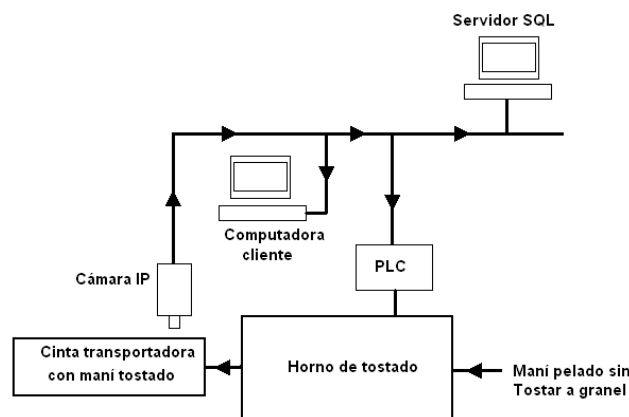 Servidor SQL
Computadora
cliente
PLC
Cámara IP
Cinta transportadora
con maní tostado
Horno de tostado
Maní pelado sin
Tostar a granel